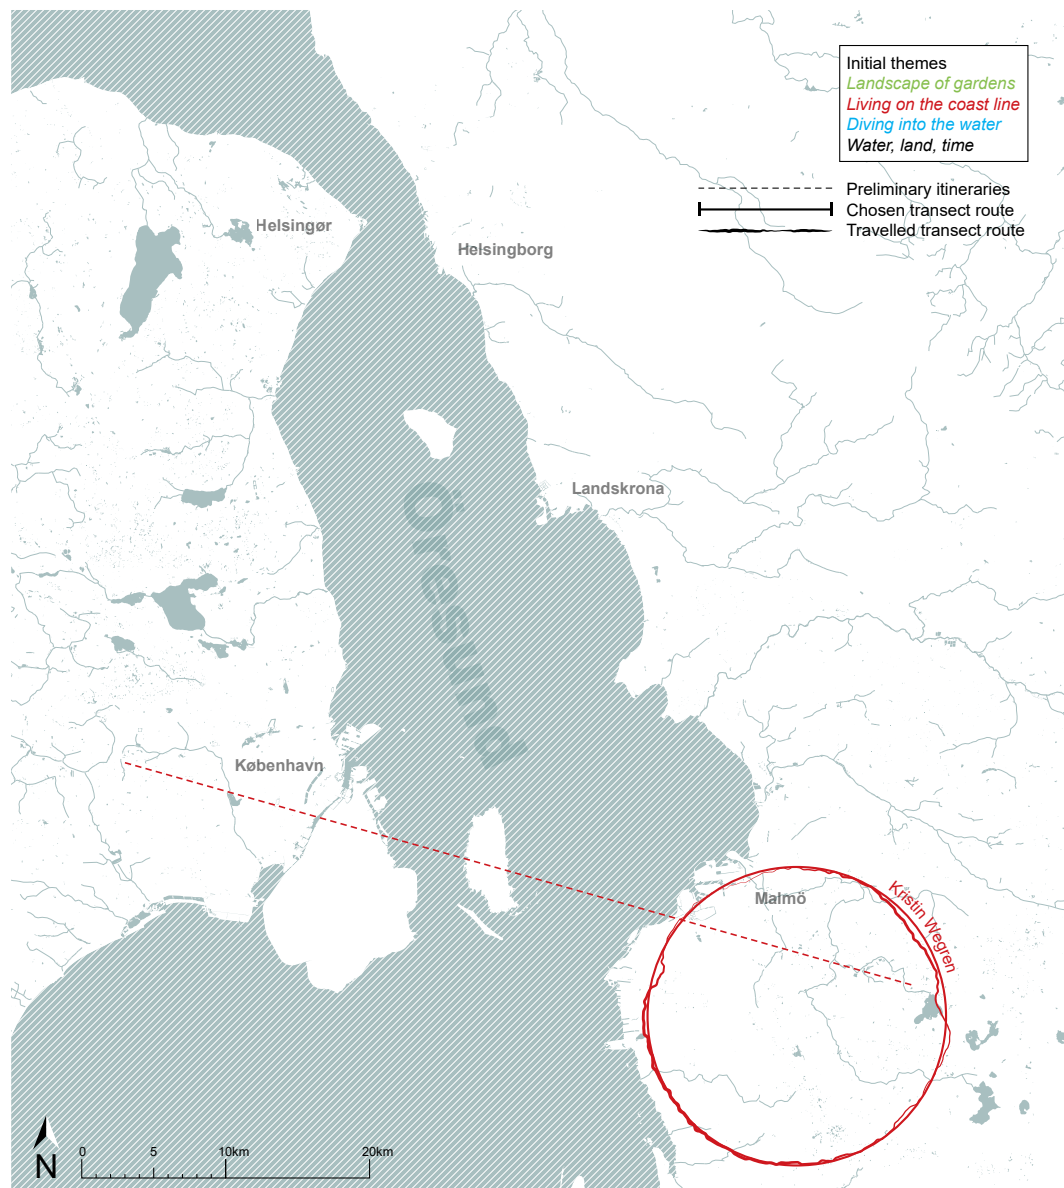 Initial themes
Landscape of gardens
Living on the coast line
Diving into the water
Water, land, time
Preliminary itineraries
Chosen transect route
Travelled transect route
Helsingør
Helsingborg
Landskrona
Öresund
København
Malmö
Kristin Wegren
N
0 5 10km 20km